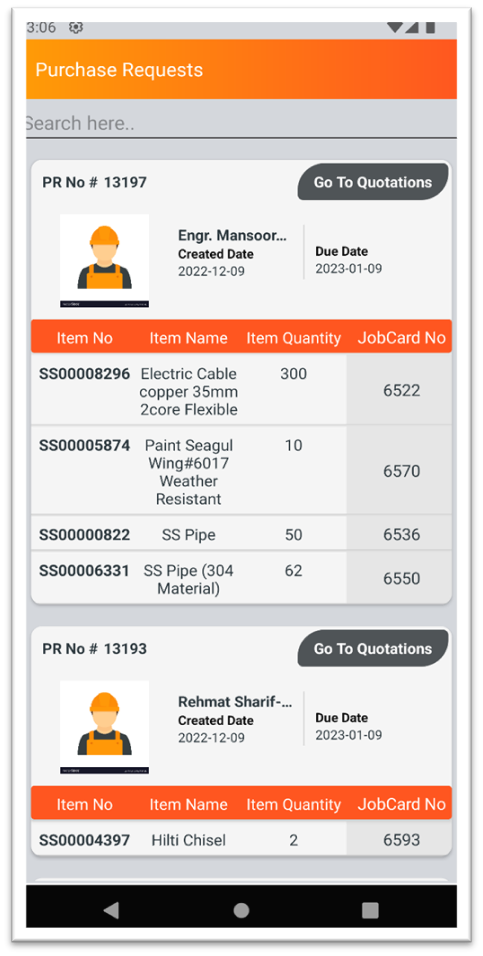 3:06
Purchase Requests
Search here..
PR No # 13197
Go To Quotations
Engr. Mansoor...
Created Date
2022-12-09
Due Date
2023-01-09
Item No Item Name Item Quantity JobCard No
SS00008296 Electric Cable 300
copper 35mm 6522
2core Flexible
SS00005874 Paint Seagul 10
Wing#6017 6570
Weather
Resistant
SS00000822 SS Pipe 50 6536
SS00006331 SS Pipe (304 62 6550
Material)
PR No # 13193
Go To Quotations
Rehmat Sharif-...
Created Date
2022-12-09
Due Date
2023-01-09
Item No Item Name Item Quantity JobCard No
SS00004397 Hilti Chisel 2 6593